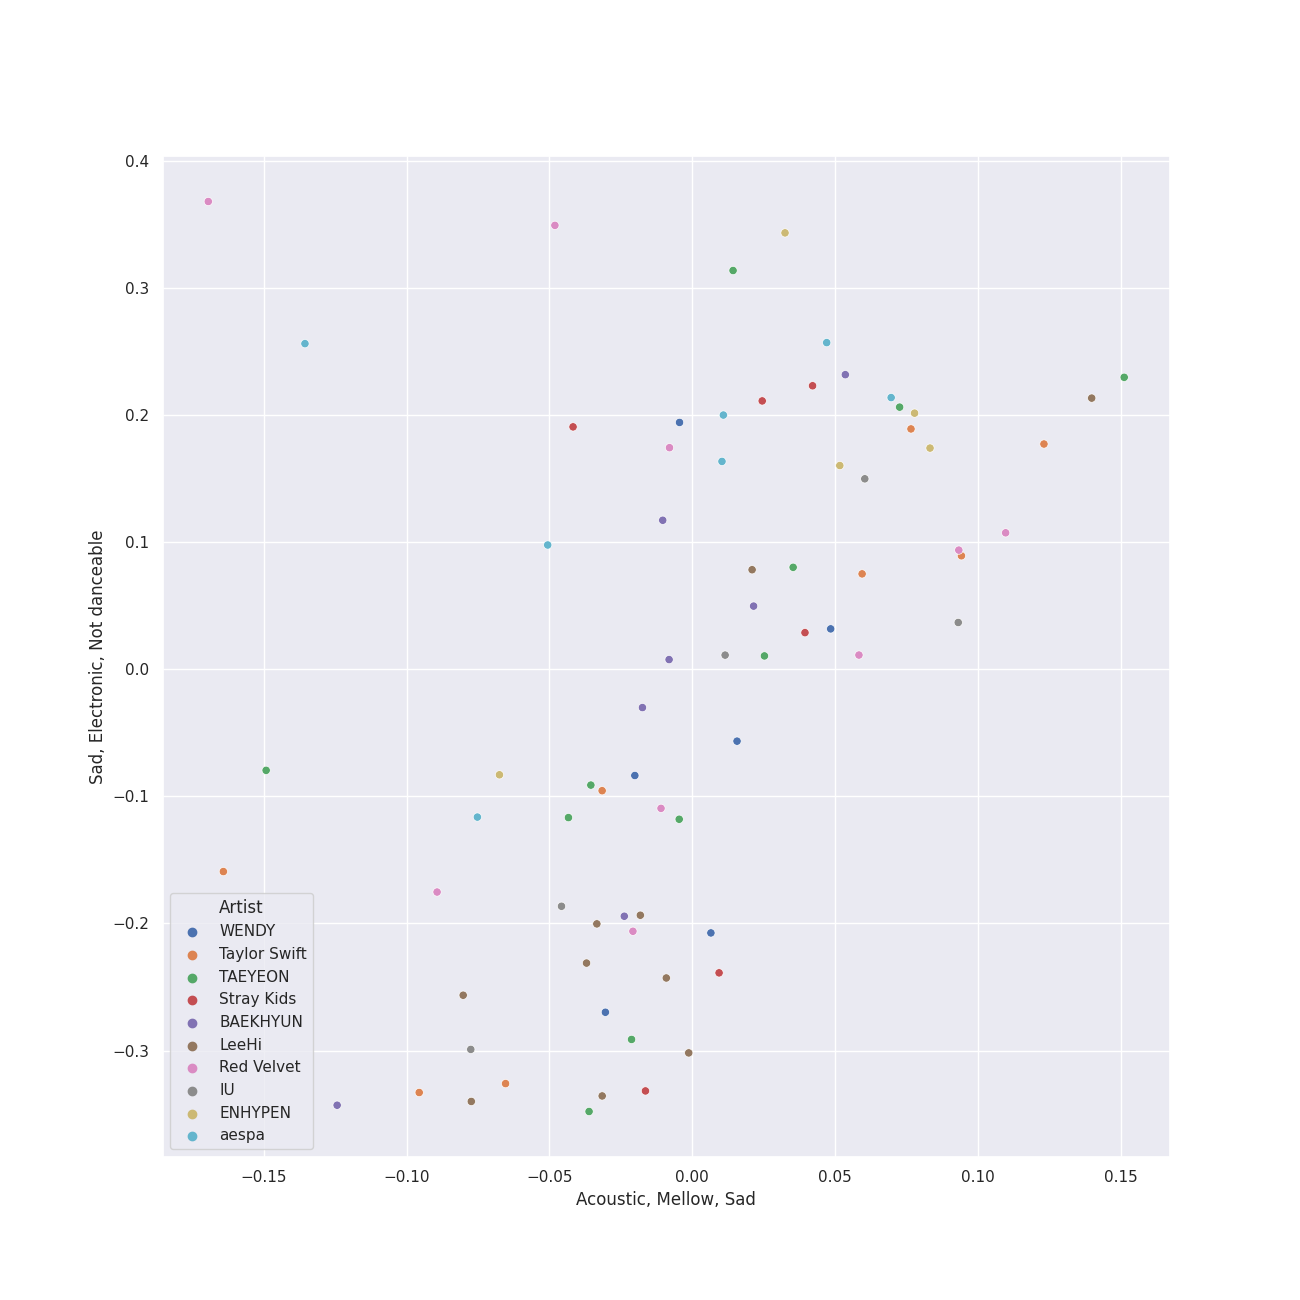 0.4
0.3
0.2
0.1
0.0
−0.1
−0.2
−0.3
Sad, Electronic, Not danceable
Artist
WENDY
Taylor Swift
TAEYEON
Stray Kids
BAEKHYUN
LeeHi
Red Velvet
IU
ENHYPEN
aespa
−0.15 −0.10 −0.05 0.00 0.05 0.10 0.15
Acoustic, Mellow, Sad